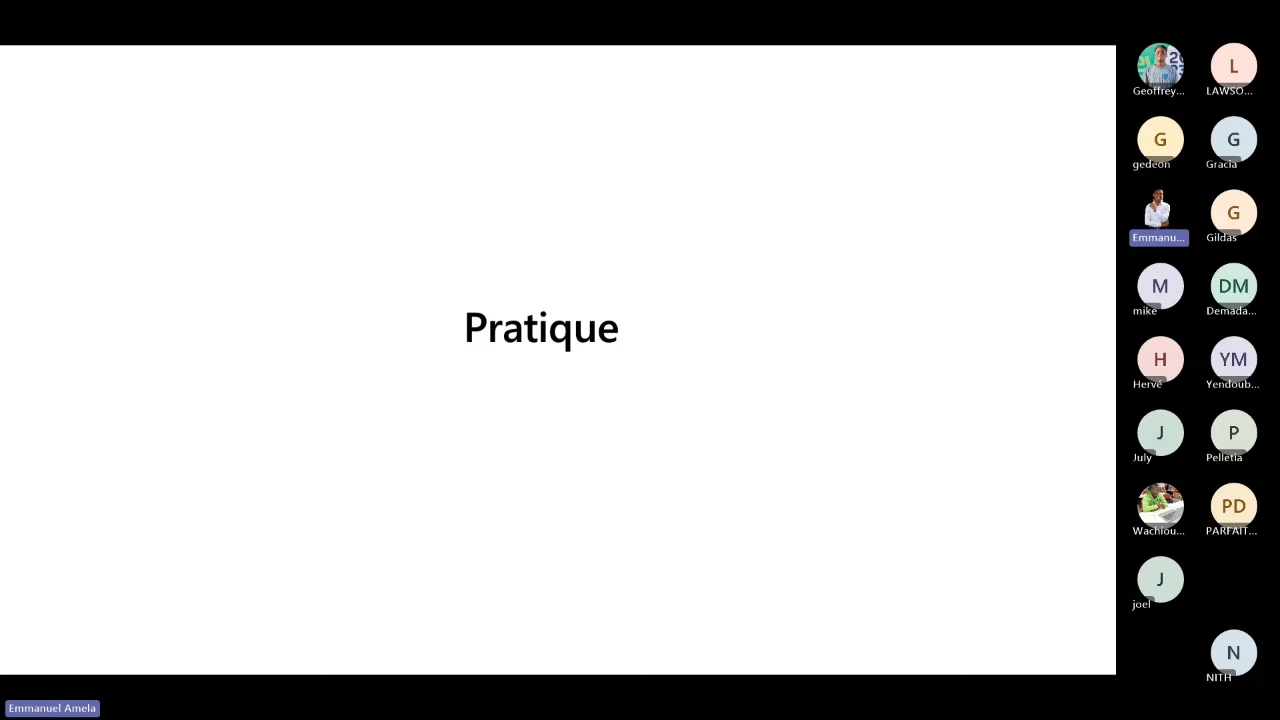 Pratique
Geoffrey...
L
LAWSO...
G
gedeon
G
Gracia
Emmanu...
G
Gildas
M
mike
DM
Demada...
H
Hervé
YM
Yendoub...
J
July
P
Pelletia
Wachiou...
PD
PARFAIT...
J
joel
N
NITH
Emmanuel Amela